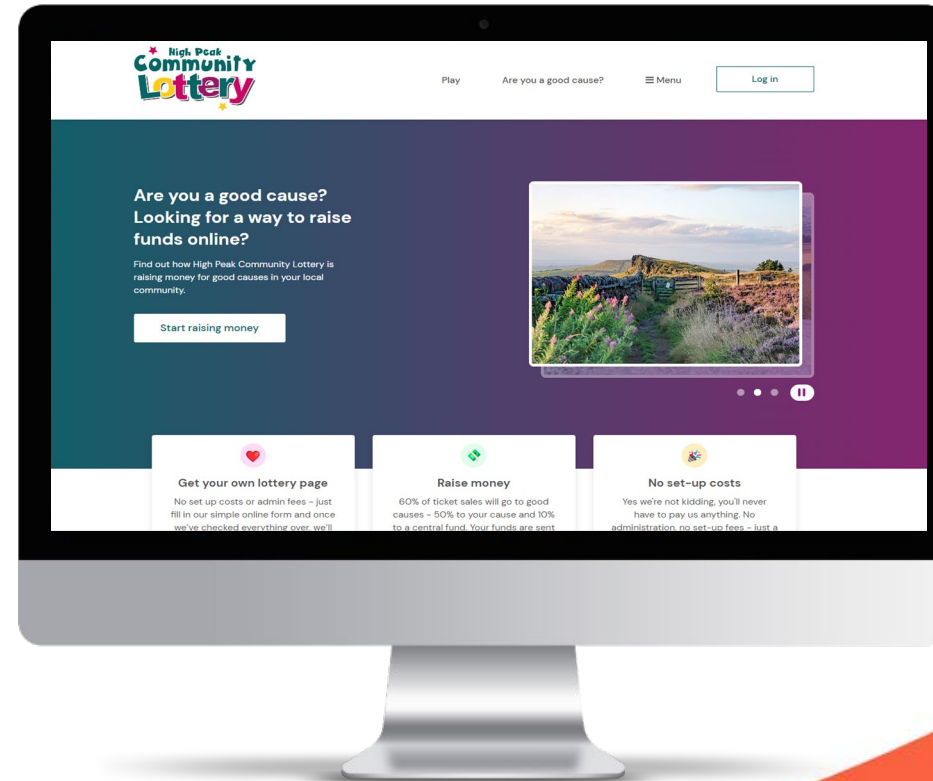 High Peak
Community
Lottery
Play
Are you a good cause?
Menu
Log in
Are you a good cause?
Looking for a way to raise
funds online?
Find out how High Peak Community Lottery is
raising money for good causes in your local
community.
Start raising money
Get your own lottery page
No set up costs or admin fees - just
fill in our simple online form and once
we've checked everything over, we'll
Raise money
60% of ticket sales will go to good
causes - 50% to your cause and 10%
to a central fund. Your funds are sent
No set-up costs
Yes we're not kidding, you'll never
have to pay us anything. No
administration, no set-up fees - just a